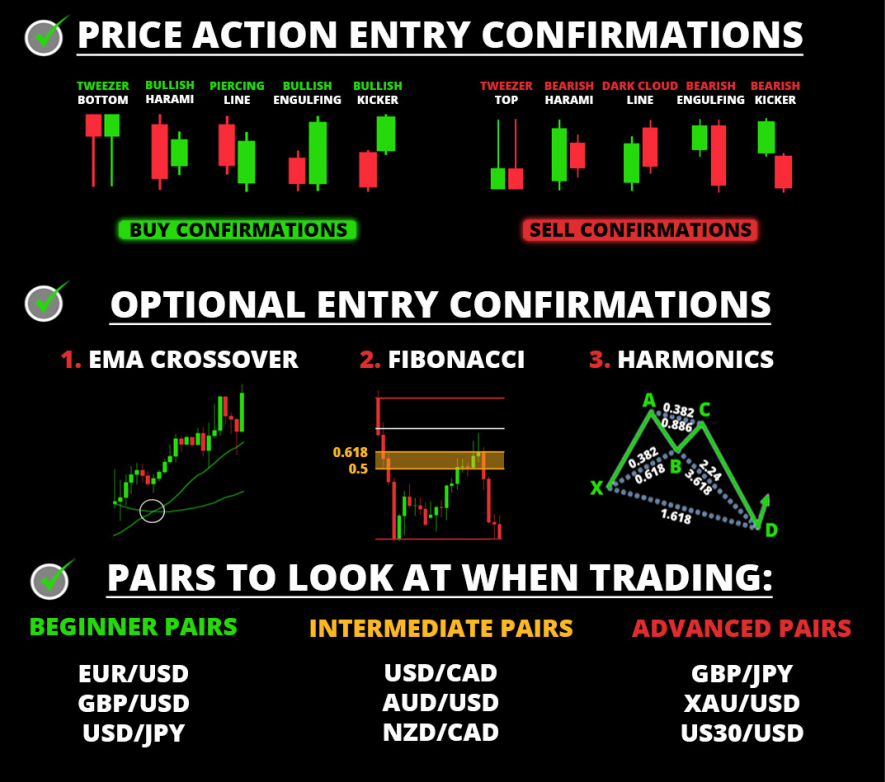 PRICE ACTION ENTRY CONFIRMATIONS
TWEEZER BOTTOM
BULLISH HARAMI
PIERCING LINE
BULLISH ENGULFING
BULLISH KICKER
TWEEZER TOP
BEARISH HARAMI
DARK CLOUD LINE
BEARISH ENGULFING
BEARISH KICKER
BUY CONFIRMATIONS
SELL CONFIRMATIONS
OPTIONAL ENTRY CONFIRMATIONS
1. EMA CROSSOVER
2. FIBONACCI
3. HARMONICS
0.618
0.5
A
0.382
C
0.886
0.382
B
2.24
0.618
3.618
X
1.618
D
PAIRS TO LOOK AT WHEN TRADING:
BEGINNER PAIRS
EUR/USD
GBP/USD
USD/JPY
INTERMEDIATE PAIRS
USD/CAD
AUD/USD
NZD/CAD
ADVANCED PAIRS
GBP/JPY
XAU/USD
US30/USD